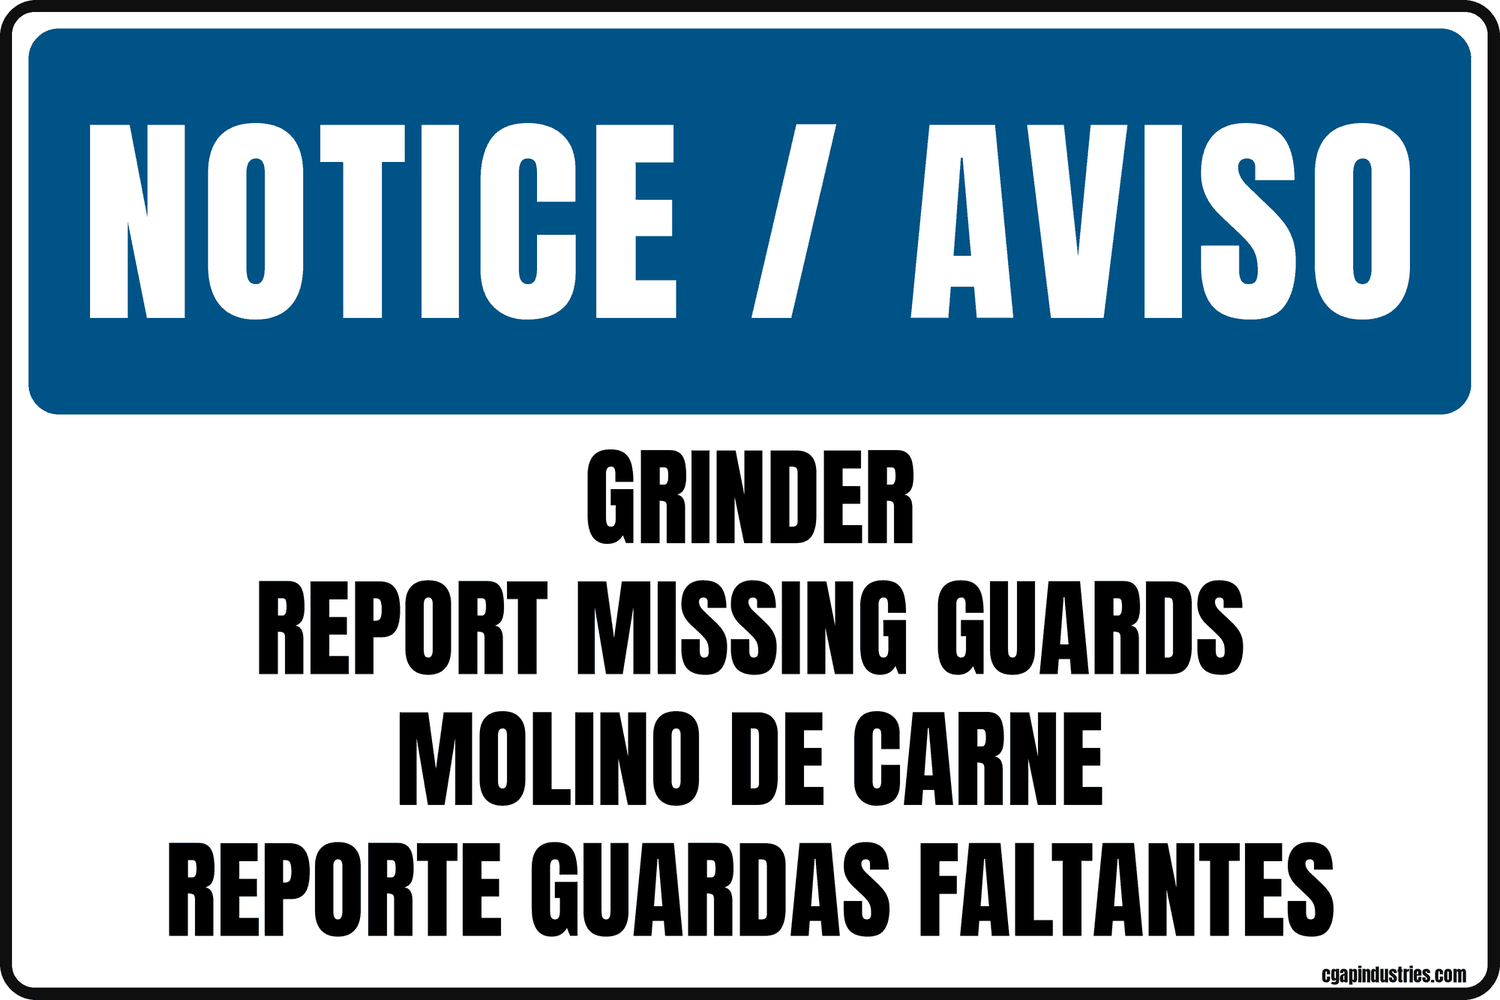 NOTICE / AVISO
GRINDER
REPORT MISSING GUARDS
MOLINO DE CARNE
REPORTE GUARDAS FALTANTES
cgapindustries.com